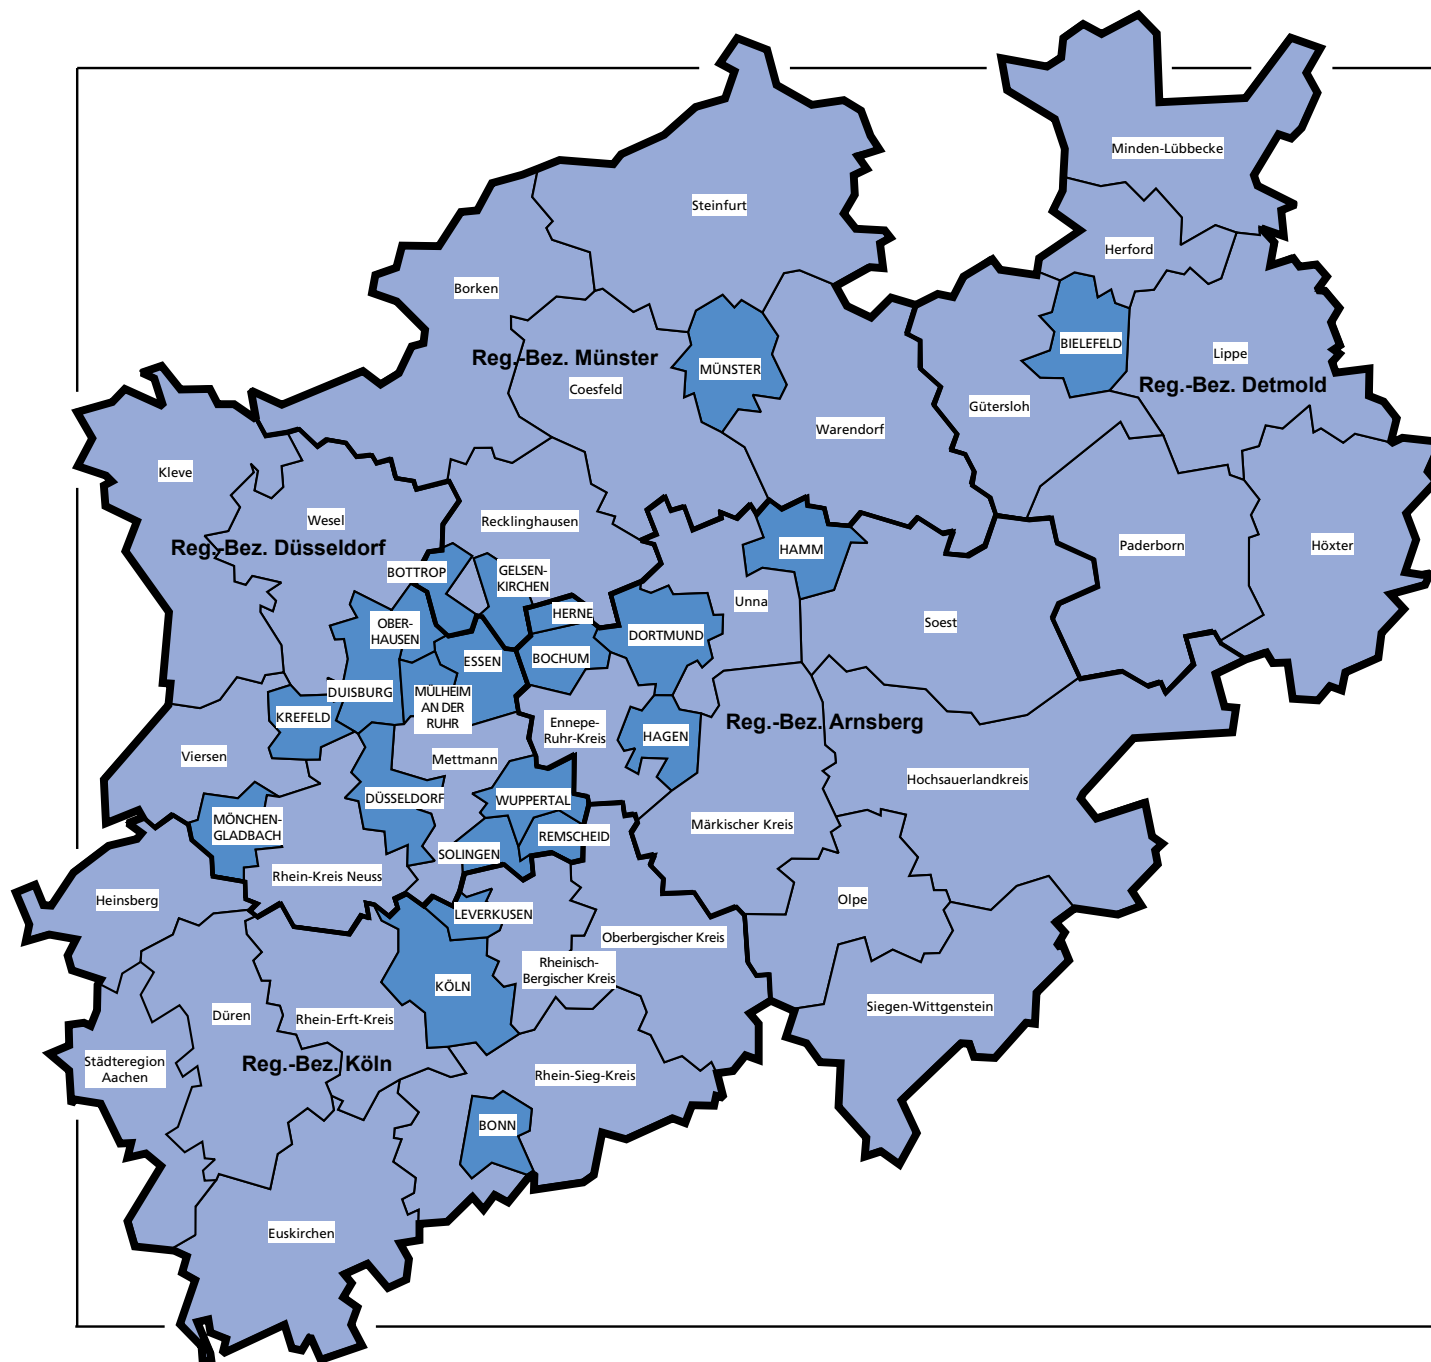 Minden-Lübbecke
Steinfurt
Herford
Borken
BIELEFELD
Lippe
Reg.-Bez. Münster
MÜNSTER
Reg.-Bez. Detmold
Coesfeld
Gütersloh
Warendorf
Kleve
Wesel
Recklinghausen
Reg.-Bez. Düsseldorf
HAMM
Paderborn
Höxter
BOTTROP
GELSEN-
KIRCHEN
Unna
HERNE
Soest
OBER-
HAUSEN
DORTMUND
ESSEN
BOCHUM
DUISBURG
MÜLHEIM
AN DER
RUHR
KREFELD
Ennepe-
Ruhr-Kreis
Reg.-Bez. Arnsberg
HAGEN
Viersen
Mettmann
Hochsauerlandkreis
DÜSSELDORF
WUPPERTAL
MÖNCHEN-
GLADBACH
REMSCHEID
Märkischer Kreis
SOLINGEN
Rhein-Kreis Neuss
Heinsberg
Olpe
LEVERKUSEN
Oberbergischer Kreis
Rheinisch-
Bergischer Kreis
KÖLN
Siegen-Wittgenstein
Düren
Rhein-Erft-Kreis
Städteregion
Aachen
Reg.-Bez. Köln
Rhein-Sieg-Kreis
BONN
Euskirchen